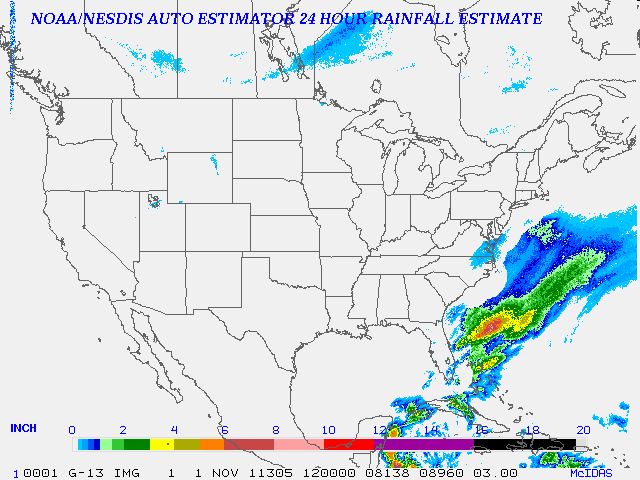 NOAA/NESDIS AUTO ESTIMATOR 24 HOUR RAINFALL ESTIMATE
INCH 0 2 4 6 8 10 12 14 16 18 20
1 0001 G-13 IMG 1 1 NOV 11305 120000 08138 08960 03.00 McIDAS